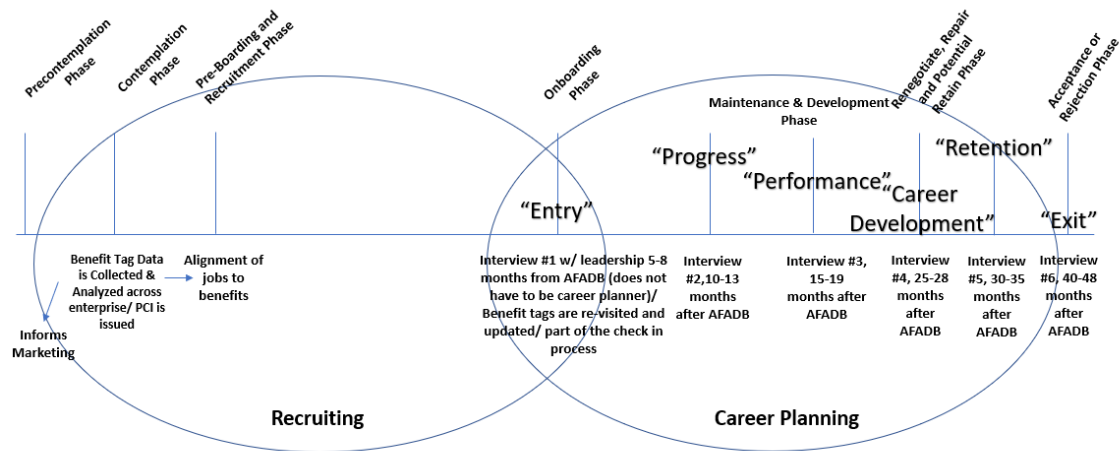 Precontemplation
Phase
Contemplation
Phase
Pre-Boarding and
Recruitment Phase
Onboarding
Phase
Maintenance & Development
Phase
Renegotiate, Repair
and Potential
Retain Phase
Acceptance or
Rejection Phase
“Entry”
“Progress”
“Performance”
“Career
Development”
“Retention”
“Exit”
Benefit Tag Data
is Collected &
Analyzed across
enterprise/ PCI is
issued
Alignment of
jobs to
benefits
Informs
Marketing
Interview #1 w/ leadership 5-8
months from AFADB (does not
have to be career planner)/
Benefit tags are re-visited and
updated/ part of the check in
process
Interview
#2,10-13
months
after AFADB
Interview #3,
15-19
months after
AFADB
Interview
#4, 25-28
months
after
AFADB
Interview
#5, 30-35
months
after
AFADB
Interview
#6, 40-48
months
after
AFADB
Recruiting
Career Planning